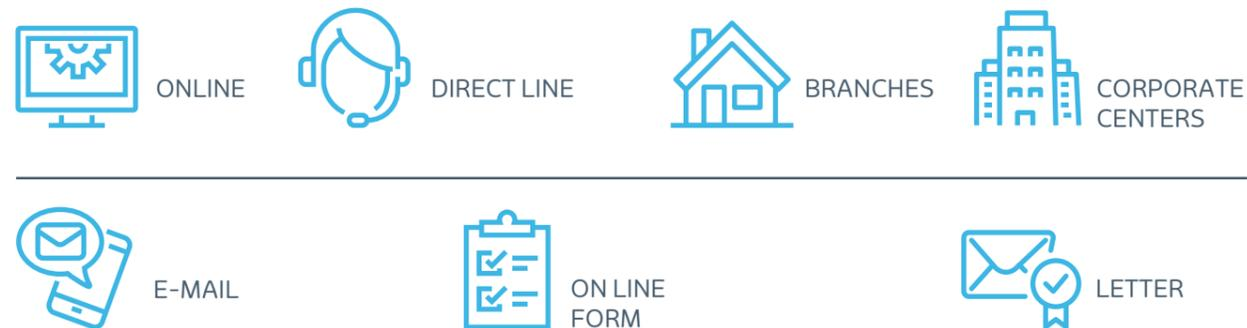 ONLINE
DIRECT LINE
BRANCHES
CORPORATE
CENTERS
E-MAIL
ON LINE
FORM
LETTER